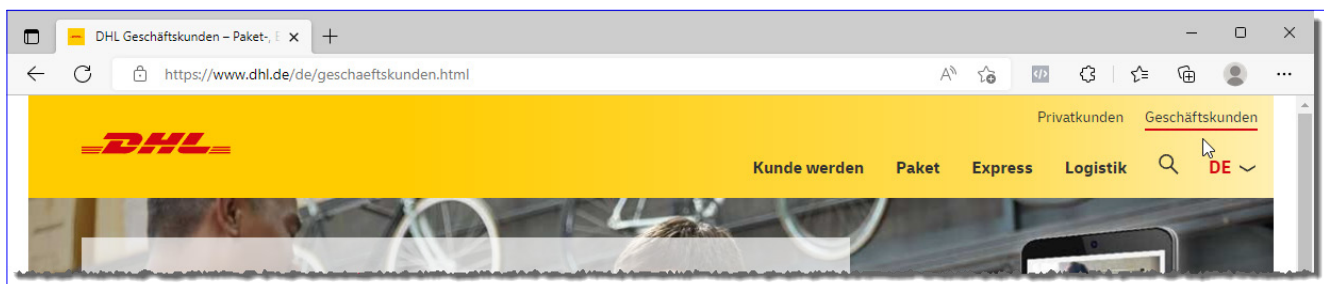 DHL Geschäftskunden – Paket-,
https://www.dhl.de/de/geschaeftskunden.html
Privatkunden Geschäftskunden
DHL
Kunde werden Paket Express Logistik DE